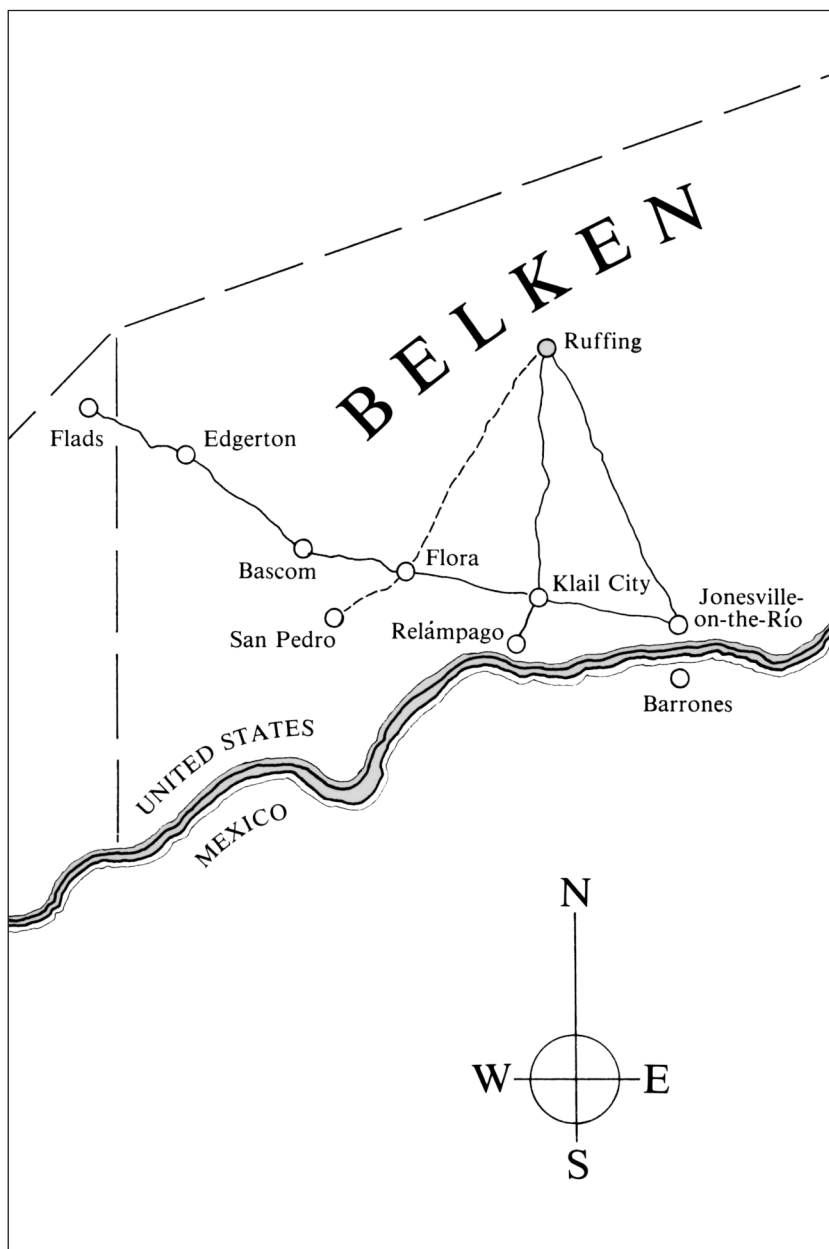 BELKEN
Ruffing
Flads
Edgerton
Bascom
Flora
Klail City
Jonesville-
on-the-Río
San Pedro
Relámpago
Barrones
UNITED STATES
MEXICO
N
W
E
S